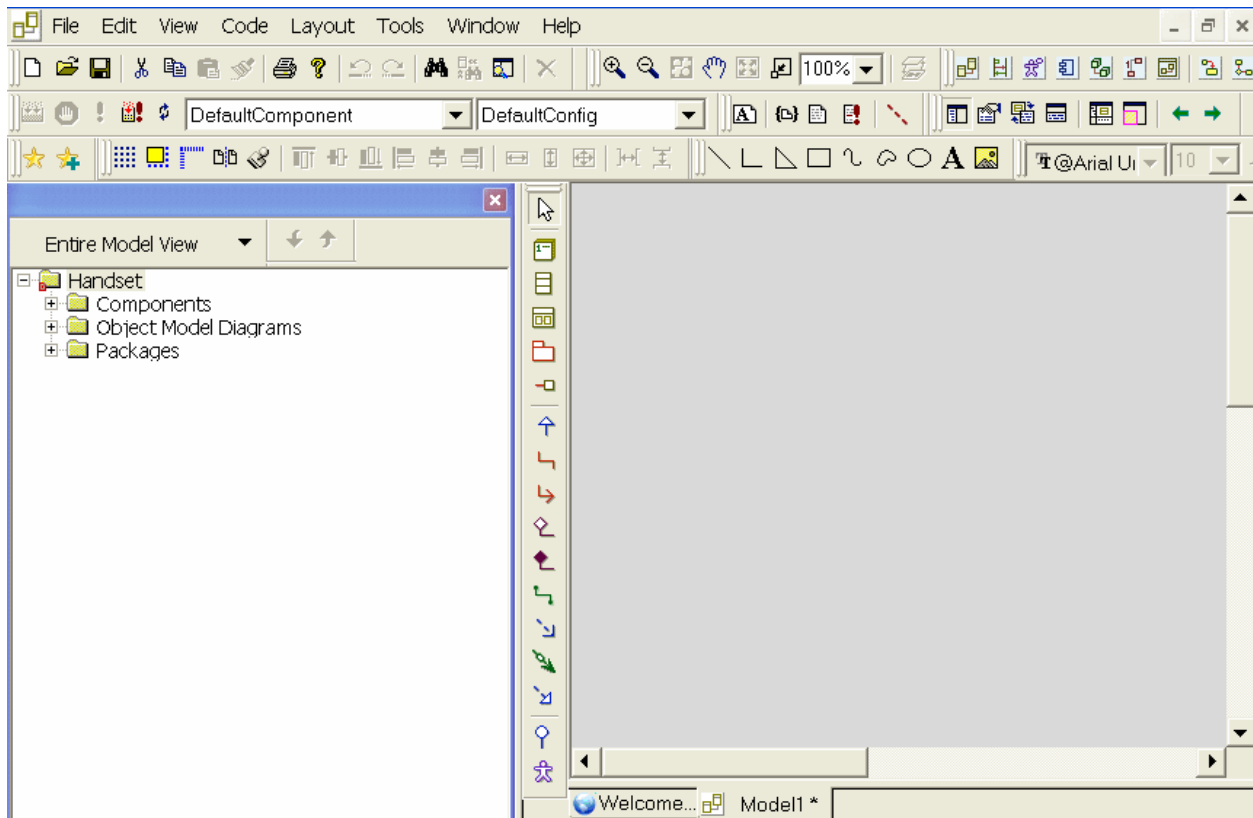 File Edit View Code Layout Tools Window Help
100%
DefaultComponent DefaultConfig
@Arial Ui 10
Entire Model View
Handset
Components
Object Model Diagrams
Packages
Welcome... Model1 *